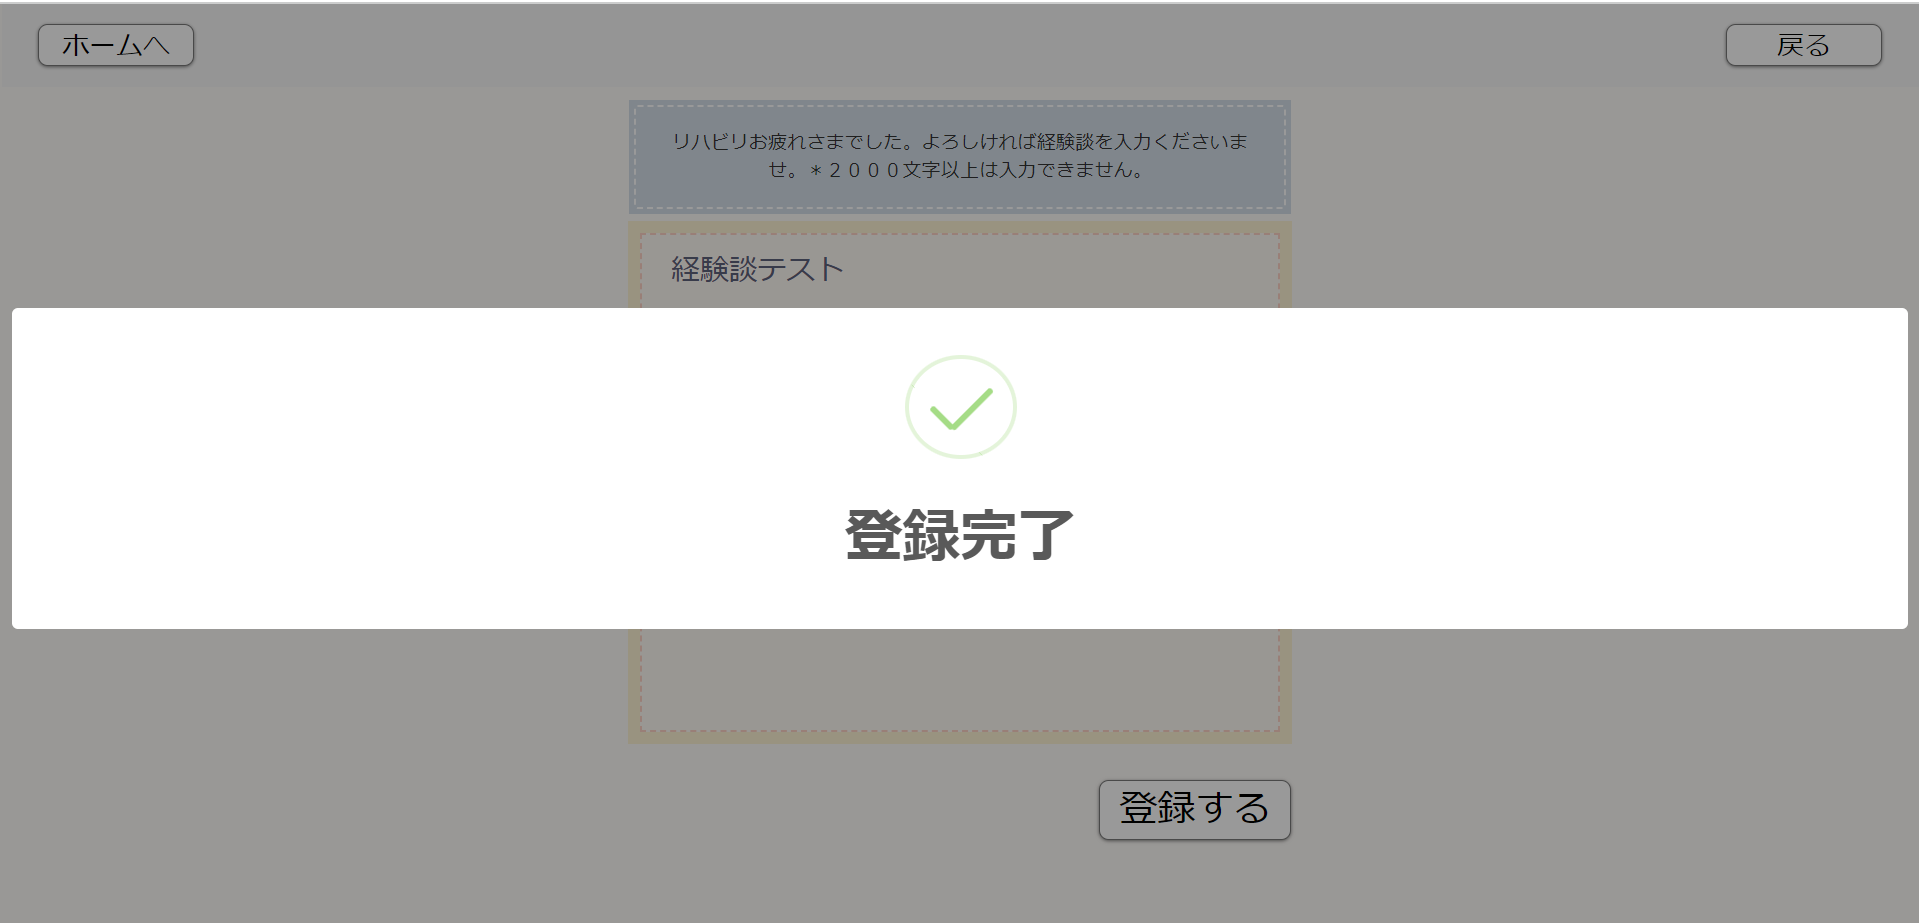 ホームへ
戻る
リハビリお疲れさまでした。よろしければ経験談を入力くださいま
せ。＊２０００文字以上は入力できません。
経験談テスト
登録完了
登録する